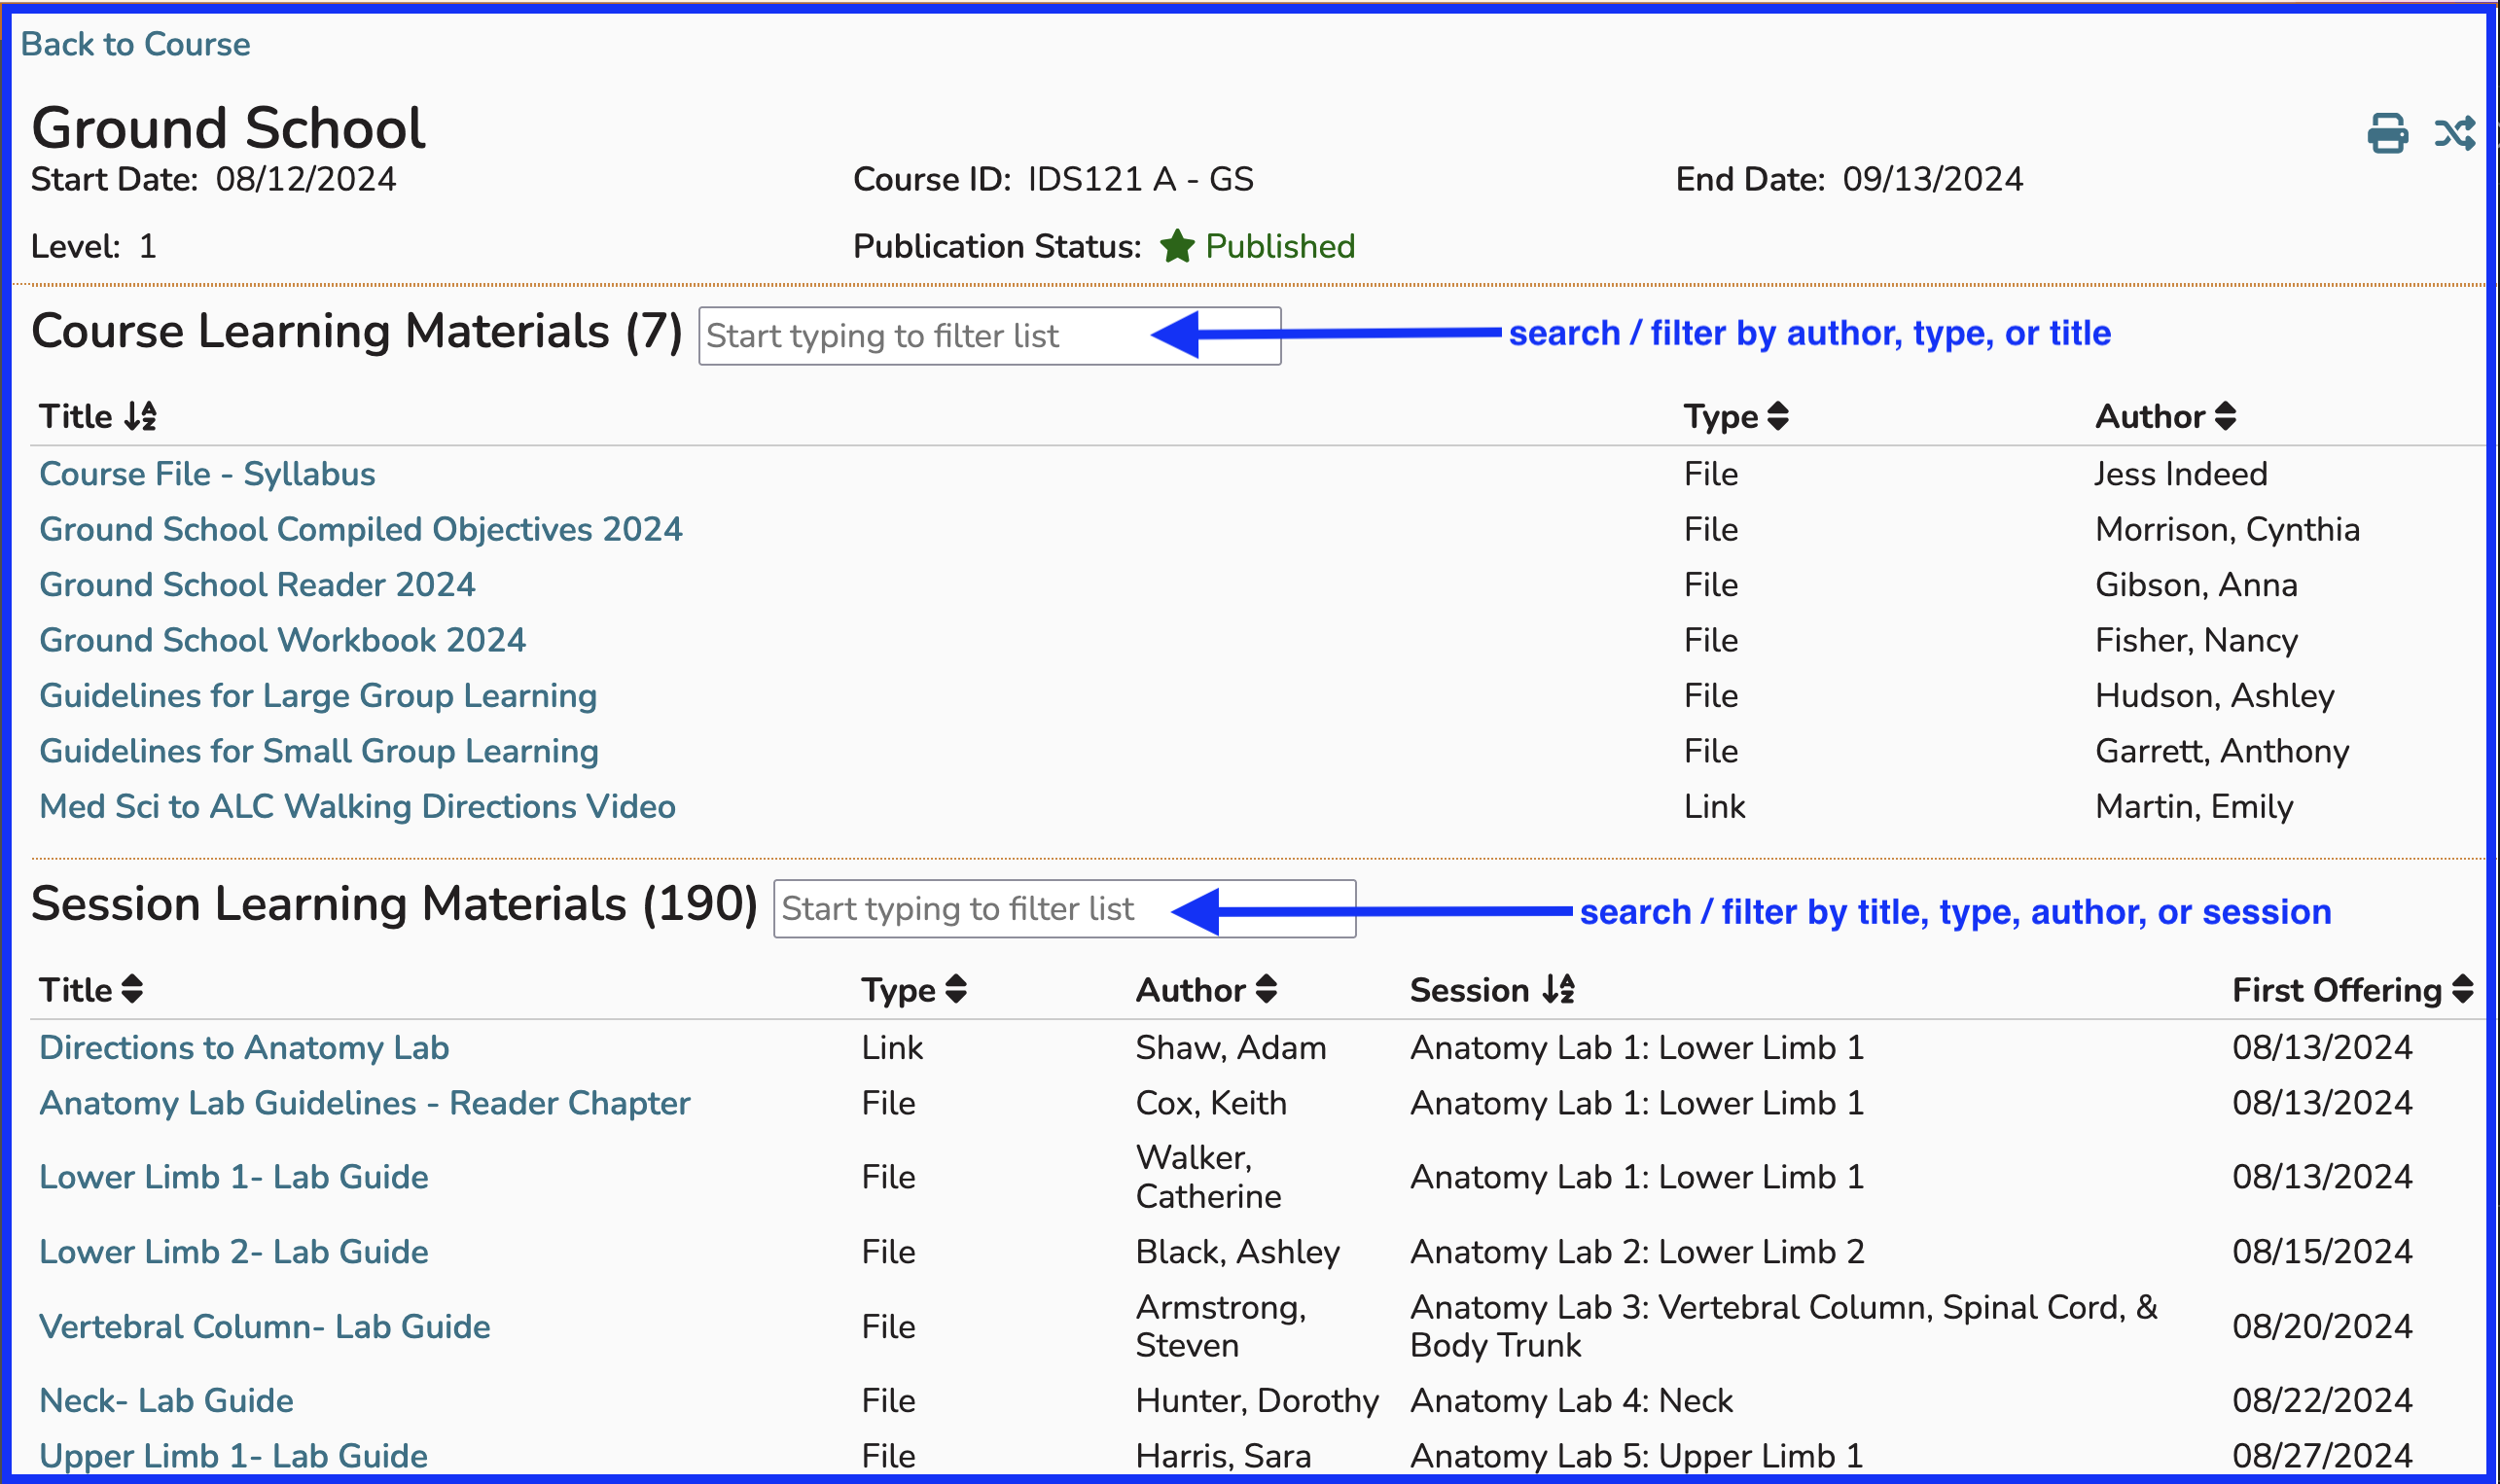 Back to Course
Ground School
Start Date: 08/12/2024 Course ID: IDS121 A - GS End Date: 09/13/2024
Level: 1 Publication Status: Published
Course Learning Materials (7) Start typing to filter list search / filter by author, type, or title
Title Type Author
Course File - Syllabus File Jess Indeed
Ground School Compiled Objectives 2024 File Morrison, Cynthia
Ground School Reader 2024 File Gibson, Anna
Ground School Workbook 2024 File Fisher, Nancy
Guidelines for Large Group Learning File Hudson, Ashley
Guidelines for Small Group Learning File Garrett, Anthony
Med Sci to ALC Walking Directions Video Link Martin, Emily
Session Learning Materials (190) Start typing to filter list search / filter by title, type, author, or session
Title Type Author Session First Offering
Directions to Anatomy Lab Link Shaw, Adam Anatomy Lab 1: Lower Limb 1 08/13/2024
Anatomy Lab Guidelines - Reader Chapter File Cox, Keith Anatomy Lab 1: Lower Limb 1 08/13/2024
Lower Limb 1- Lab Guide File Walker, Catherine Anatomy Lab 1: Lower Limb 1 08/13/2024
Lower Limb 2- Lab Guide File Black, Ashley Anatomy Lab 2: Lower Limb 2 08/15/2024
Vertebral Column- Lab Guide File Armstrong, Steven Anatomy Lab 3: Vertebral Column, Spinal Cord, & Body Trunk 08/20/2024
Neck- Lab Guide File Hunter, Dorothy Anatomy Lab 4: Neck 08/22/2024
Upper Limb 1- Lab Guide File Harris, Sara Anatomy Lab 5: Upper Limb 1 08/27/2024